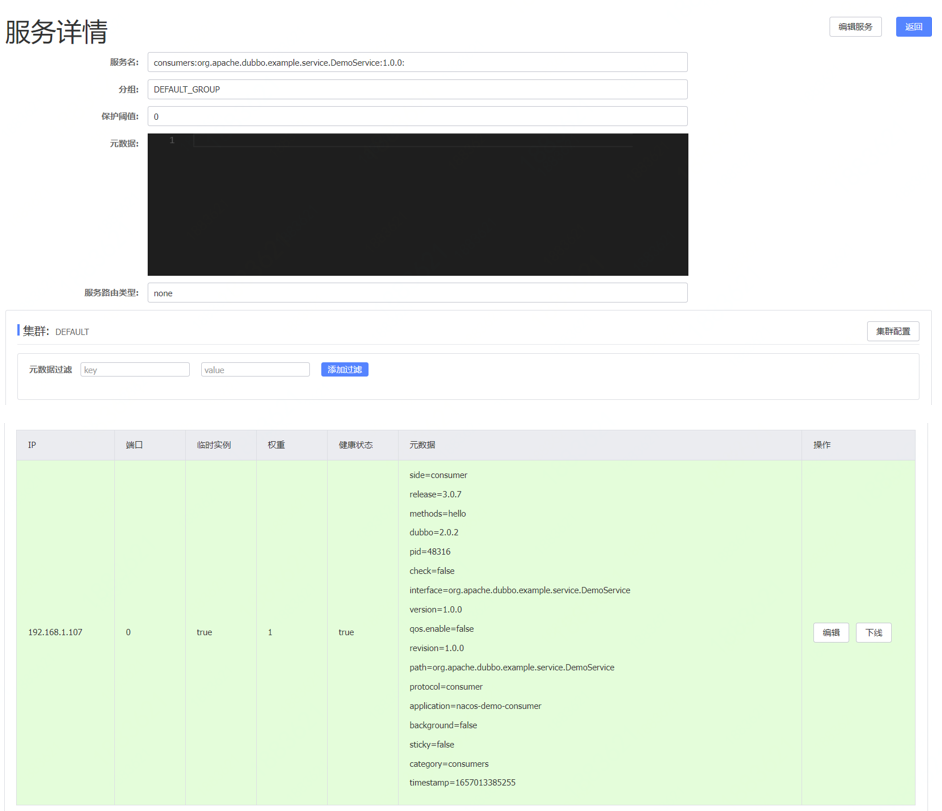 服务详情
编辑服务
返回
服务名: consumers:org.apache.dubbo.example.service.DemoService:1.0.0:
分组: DEFAULT_GROUP
保护阈值: 0
元数据:
1
服务路由类型: none
集群: DEFAULT
集群配置
元数据过滤 key value 添加过滤
IP 端口 临时实例 权重 健康状态 元数据 操作
side=consumer
release=3.0.7
methods=hello
dubbo=2.0.2
pid=48316
check=false
interface=org.apache.dubbo.example.service.DemoService
version=1.0.0
192.168.1.107 0 true 1 true
qos.enable=false
编辑 下线
revision=1.0.0
path=org.apache.dubbo.example.service.DemoService
protocol=consumer
application=nacos-demo-consumer
background=false
sticky=false
category=consumers
timestamp=1657013385255